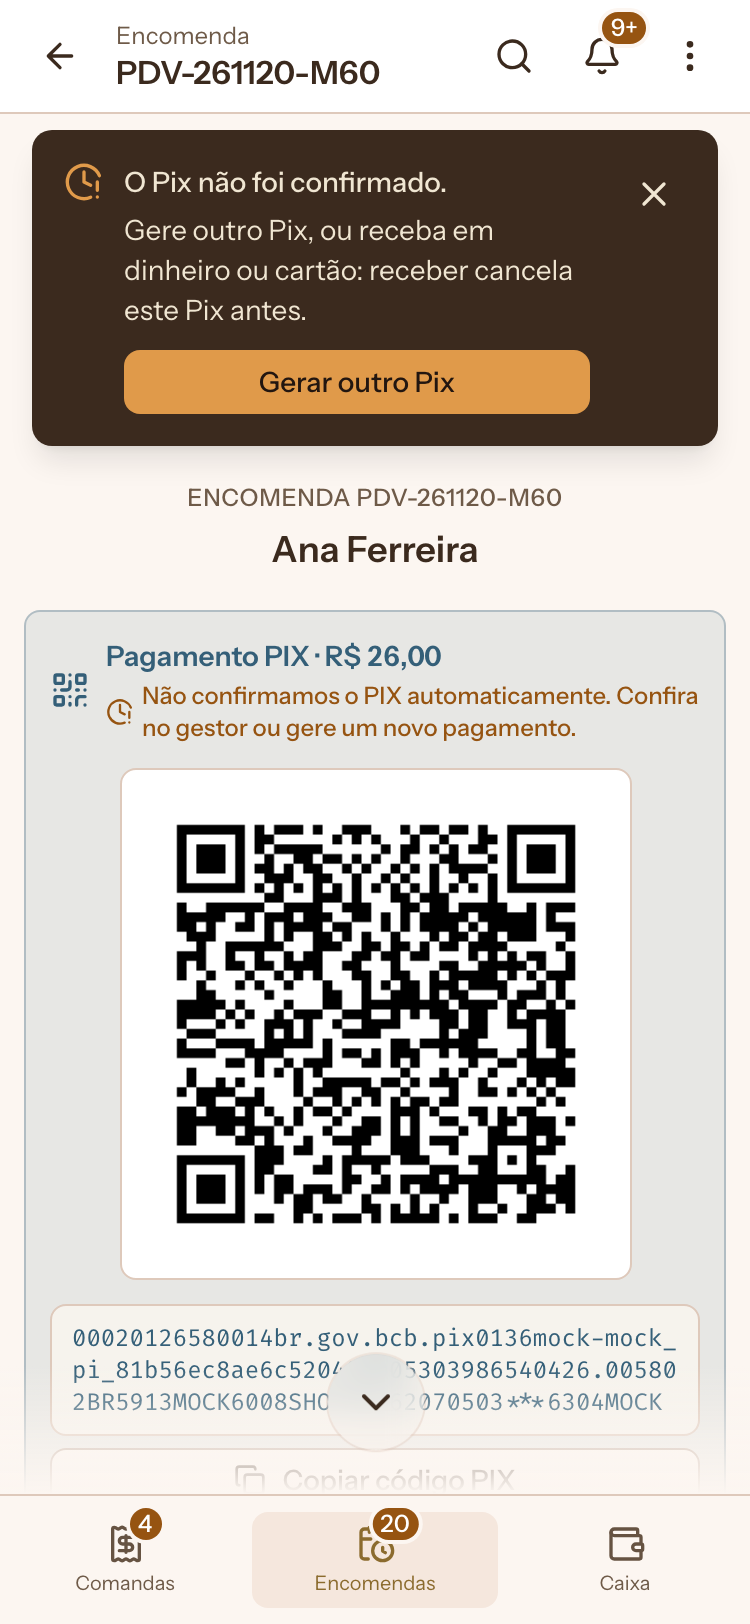 Encomenda
PDV-261120-M60
9+
O Pix não foi confirmado.
Gere outro Pix, ou receba em
dinheiro ou cartão: receber cancela
este Pix antes.
Gerar outro Pix
ENCOMENDA PDV-261120-M60
Ana Ferreira
Pagamento PIX · R$ 26,00
Não confirmamos o PIX automaticamente. Confira
no gestor ou gere um novo pagamento.
00020126580014br.gov.bcb.pix0136mock-mock_
pi_81b56ec8ae6c5204 5303986540426.00580
2BR5913MOCK6008SHO 2070503***6304MOCK
Copiar código PIX
4
20
Comandas
Encomendas
Caixa